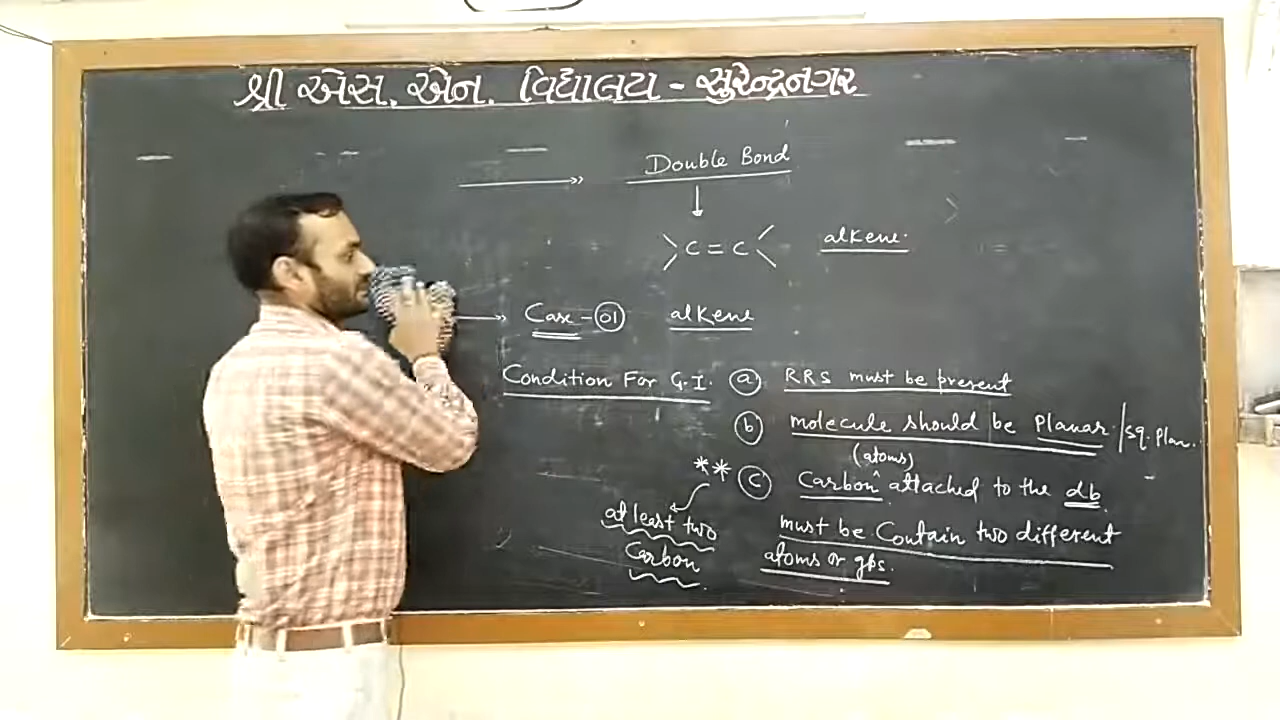 શ્રી એસ. એન. વિદ્યાલય - સુરેન્દ્રનગર
Double Bond
C = C alkene.
Case - 01 alkene
Condition For G.I. a RRS must be present
b molecule should be Planar / sq. Plan.
(atoms)
** c Carbon^ attached to the db.
at least two must be Contain two different
Carbon atoms or gps.